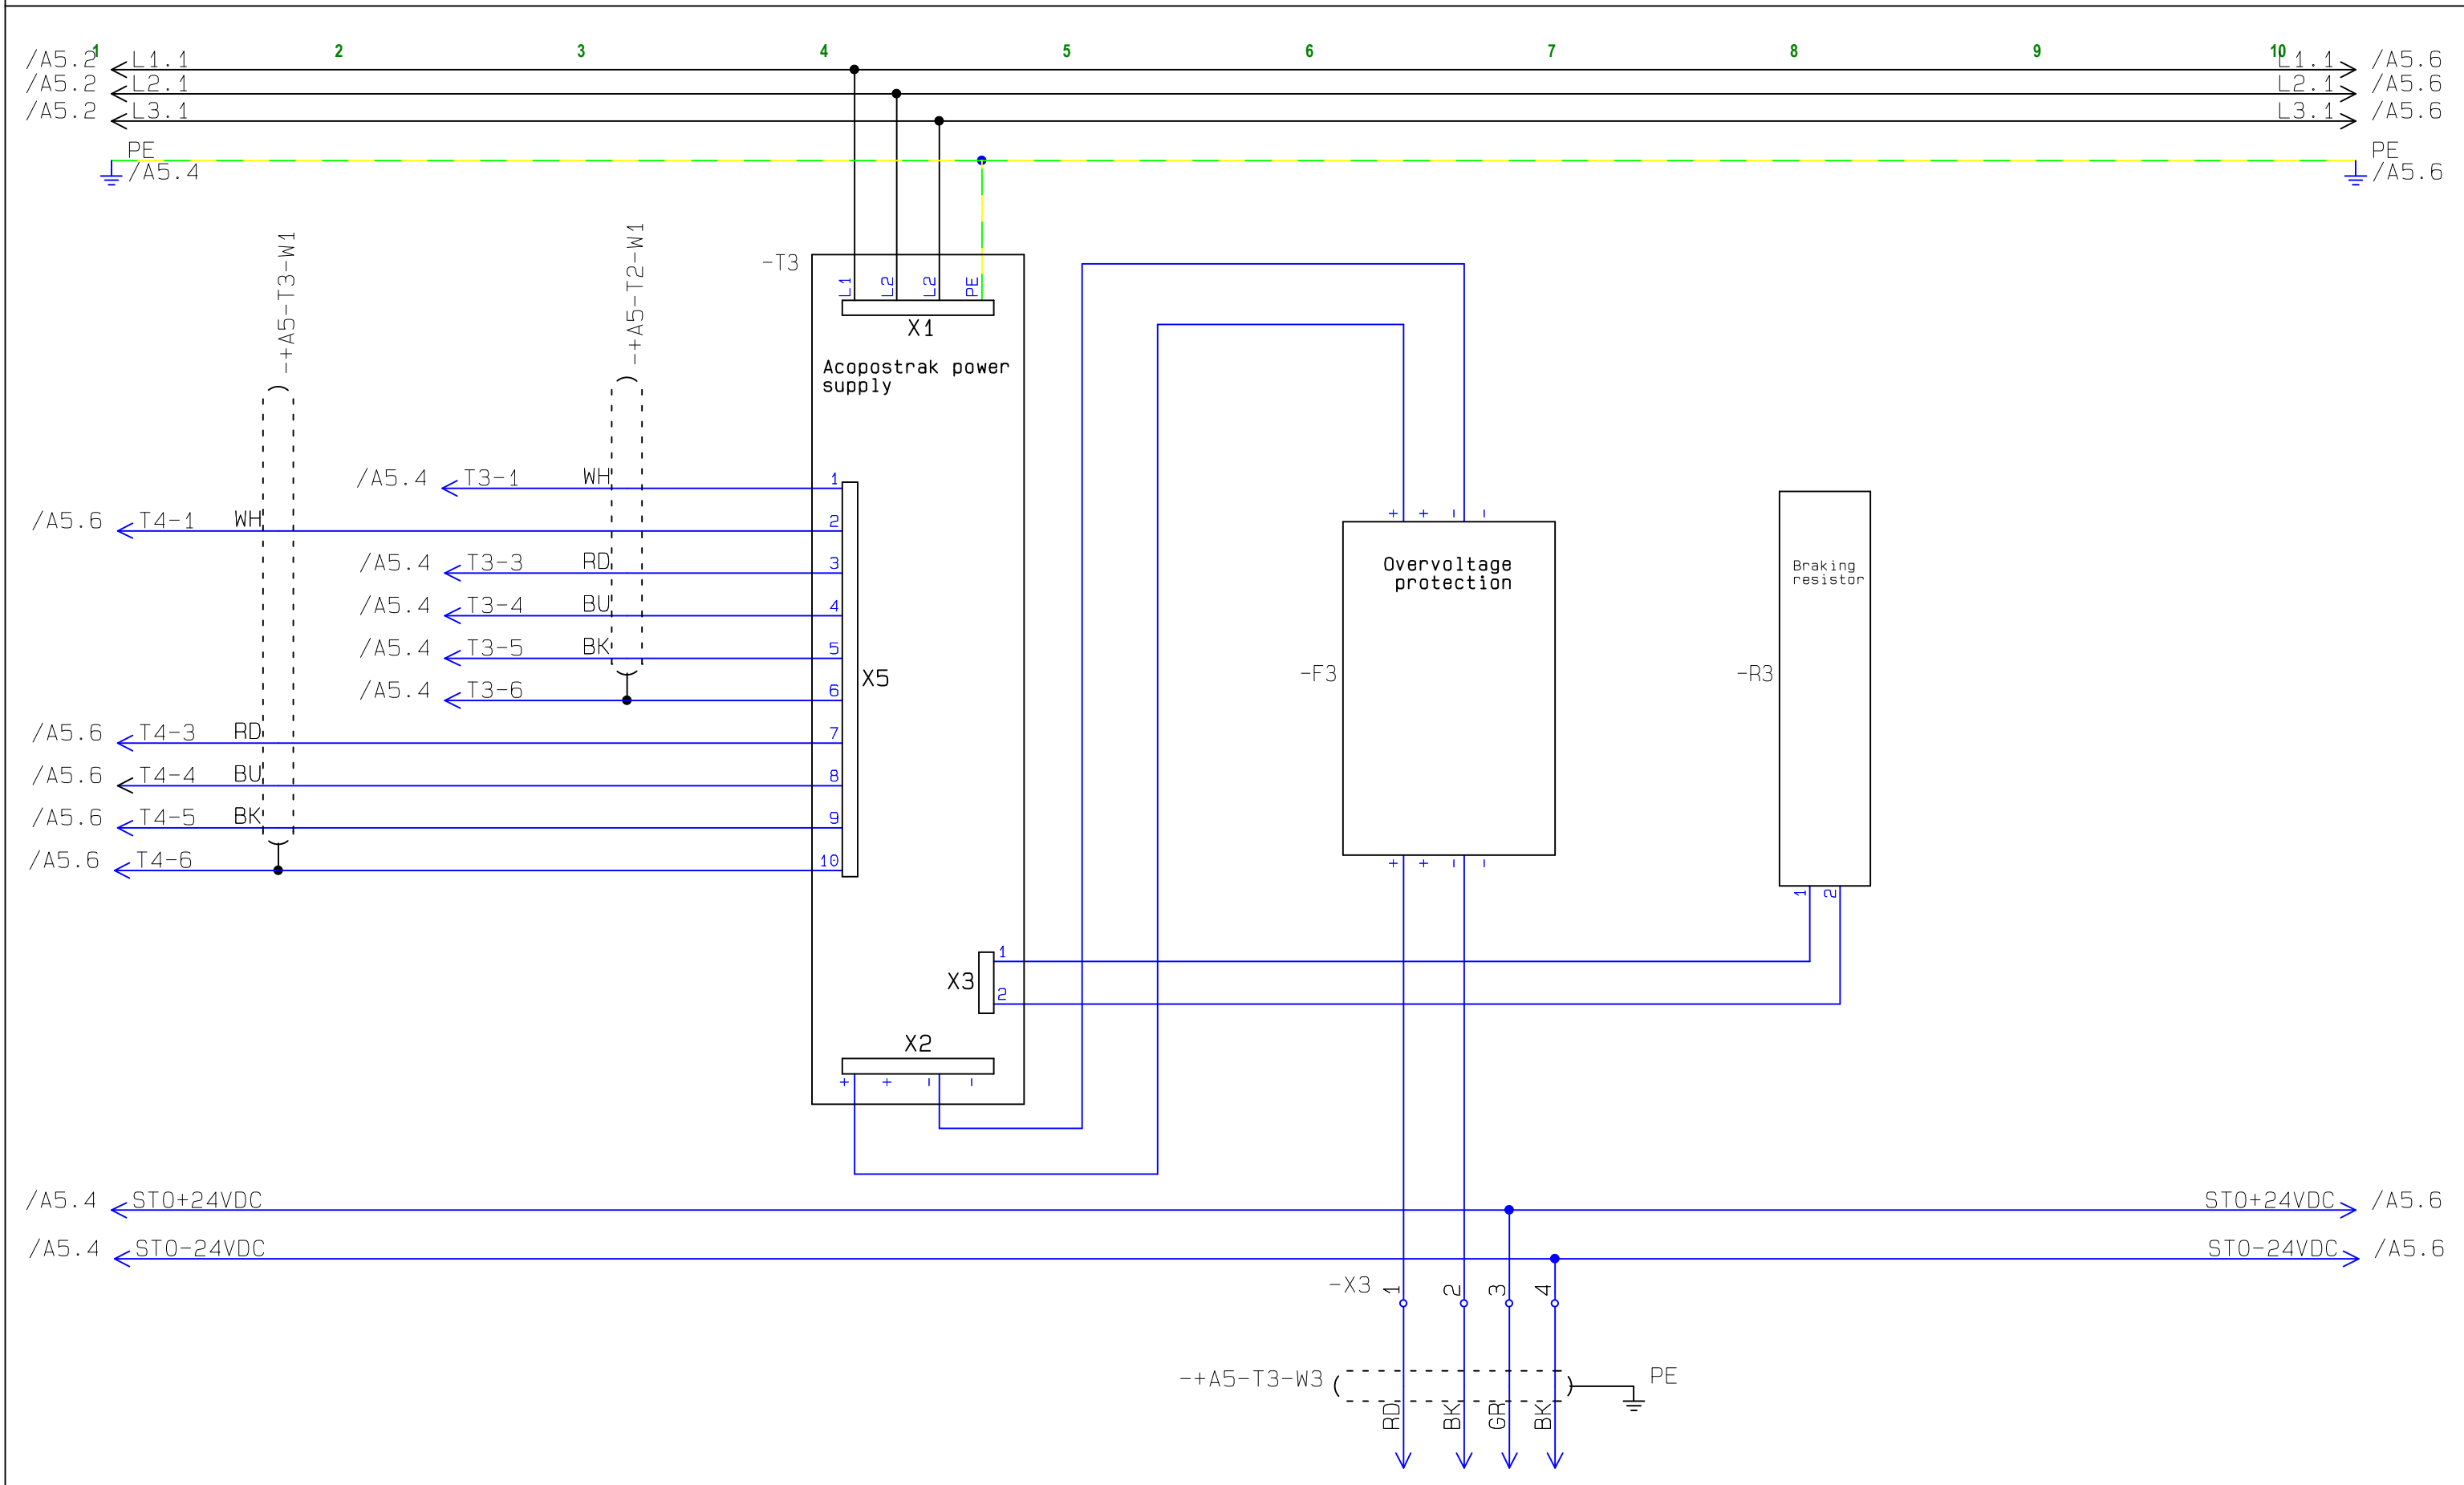 1 2 3 4 5 6 7 8 9 10
/A5.2 L1.1 L1.1 /A5.6
/A5.2 L2.1 L2.1 /A5.6
/A5.2 L3.1 L3.1 /A5.6
PE PE
/A5.4 /A5.6
-+A5-T3-W1
-+A5-T2-W1
-T3
L1 L2 L2 PE
X1
Acopostrak power
supply
/A5.4 T3-1 WH 1
/A5.6 T4-1 WH 2
/A5.4 T3-3 RD 3
/A5.4 T3-4 BU 4
/A5.4 T3-5 BK 5
X5
/A5.4 T3-6 6
/A5.6 T4-3 RD 7
/A5.6 T4-4 BU 8
/A5.6 T4-5 BK 9
/A5.6 T4-6 10
+ + - -
Overvoltage
protection
-F3
+ + - -
Braking
resistor
-R3
1 2
X3
1
2
X2
+ + - -
/A5.4 STO+24VDC STO+24VDC /A5.6
/A5.4 STO-24VDC STO-24VDC /A5.6
-X3 1 2 3 4
-+A5-T3-W3 PE
RD BK GR BK